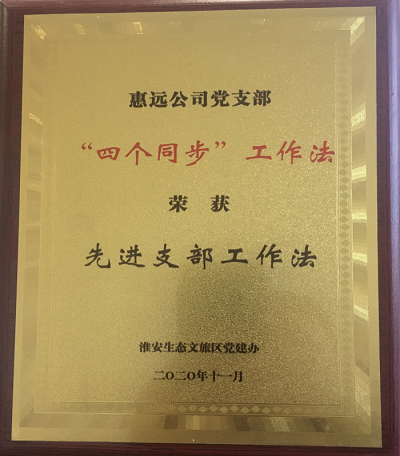 惠远公司党支部
“四个同步”工作法
荣获
先进支部工作法
淮安生态文旅区党建办
二〇二〇年十一月